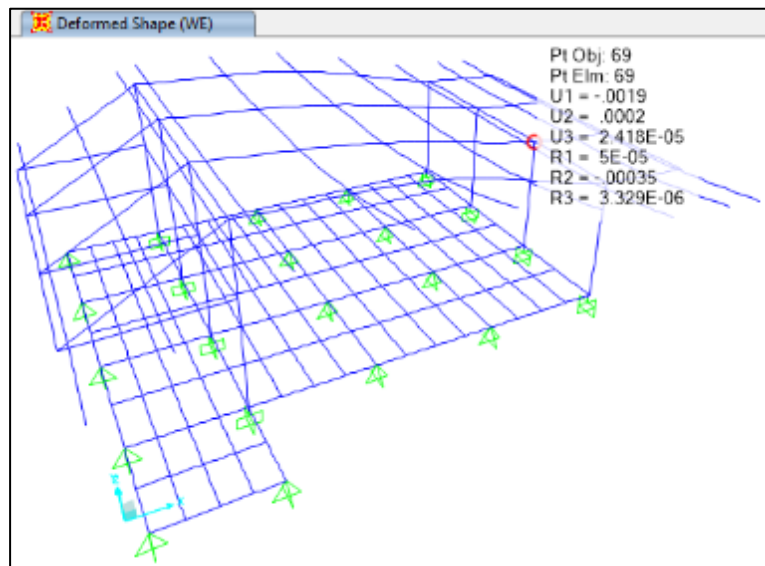 Deformed Shape (WE)
Pt Obj: 69
Pt Elm: 69
U1 = -.0019
U2 = .0002
U3 = 2.418E-05
R1 = 5E-05
R2 = -.00035
R3 = 3.329E-06